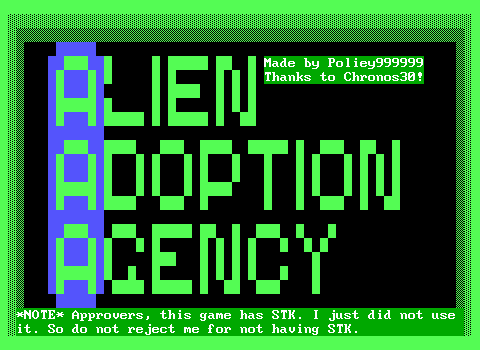 ALIEN
Made by Poliey999999
Thanks to Chronos30!
ADOPTION
AGENCY
*NOTE* Approvers, this game has STK. I just did not use
it. So do not reject me for not having STK.